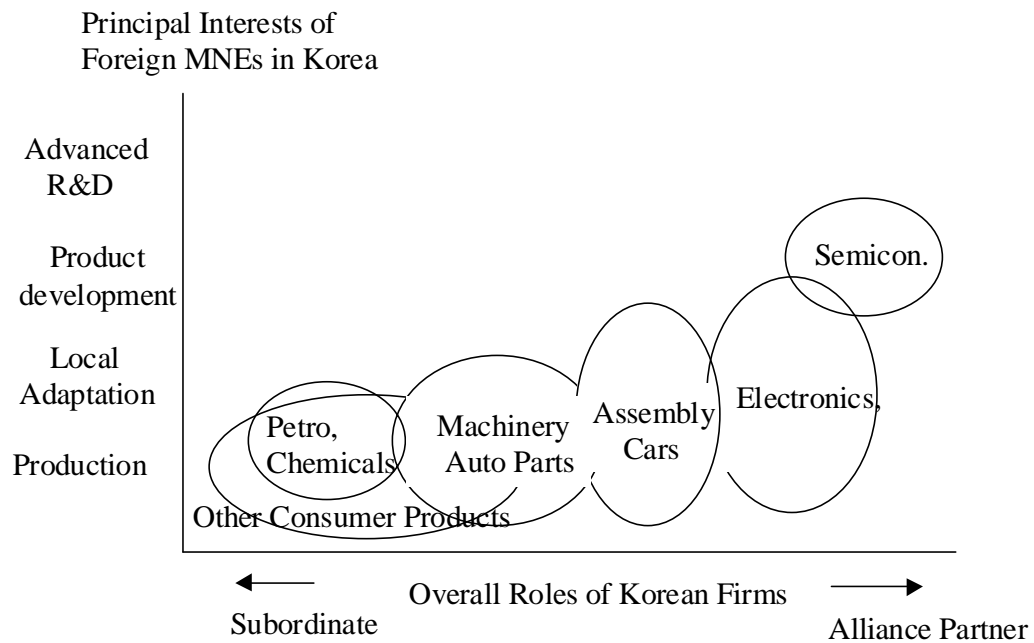 Principal Interests of
Foreign MNEs in Korea
Advanced
R&D
Product
development
Semicon.
Local
Adaptation
Electronics,
Assembly
Cars
Machinery
Auto Parts
Petro,
Chemicals
Production
Other Consumer Products
Overall Roles of Korean Firms
Subordinate
Alliance Partner